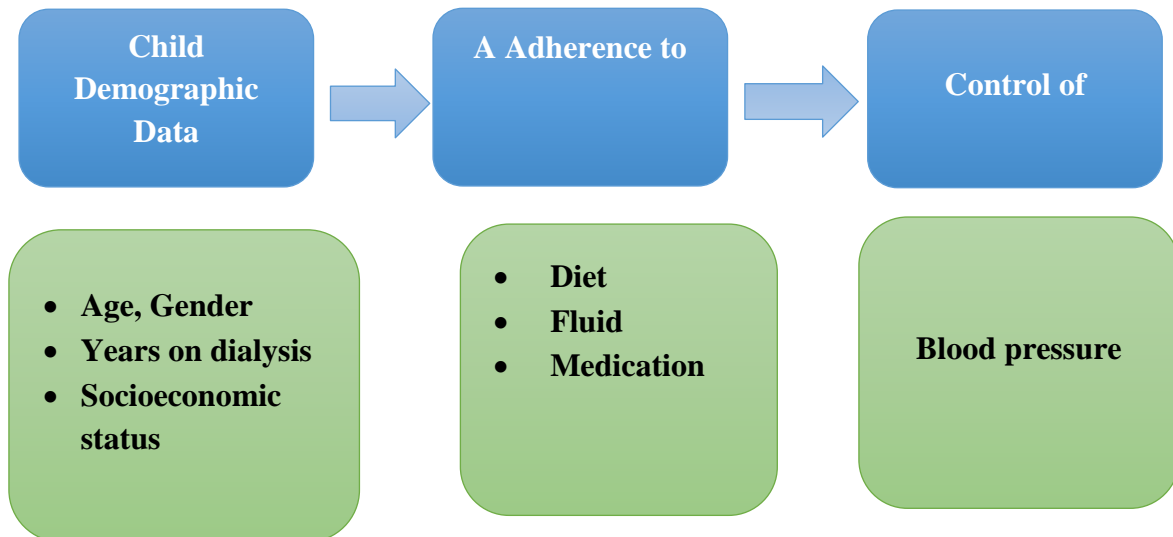 Child
Demographic
Data
A Adherence to
Control of
• Age, Gender
• Years on dialysis
• Socioeconomic
status
• Diet
• Fluid
• Medication
Blood pressure